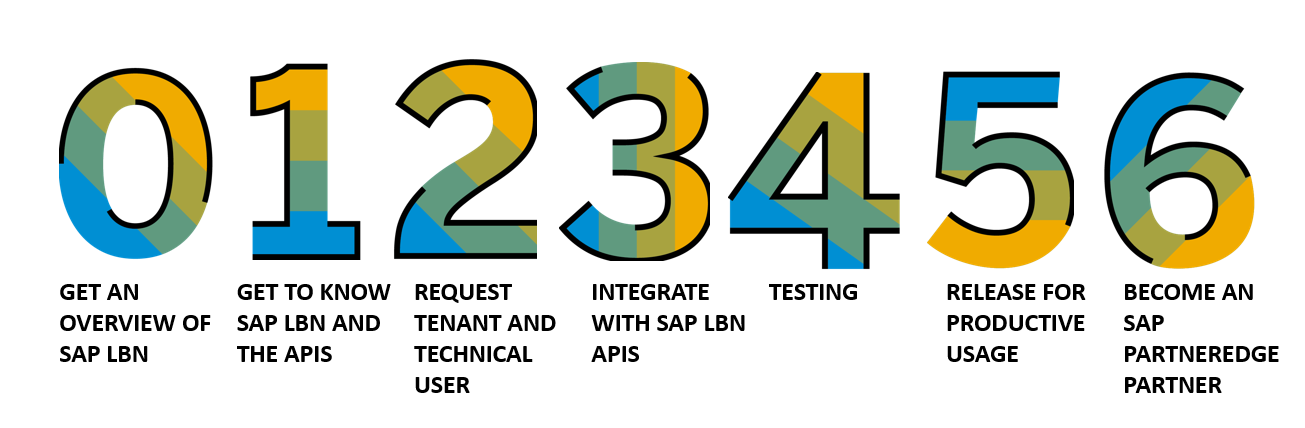 0
GET AN
OVERVIEW OF
SAP LBN
1
GET TO KNOW
SAP LBN AND
THE APIS
2
REQUEST
TENANT AND
TECHNICAL
USER
3
INTEGRATE
WITH SAP LBN
APIS
4
TESTING
5
RELEASE FOR
PRODUCTIVE
USAGE
6
BECOME AN
SAP
PARTNEREDGE
PARTNER